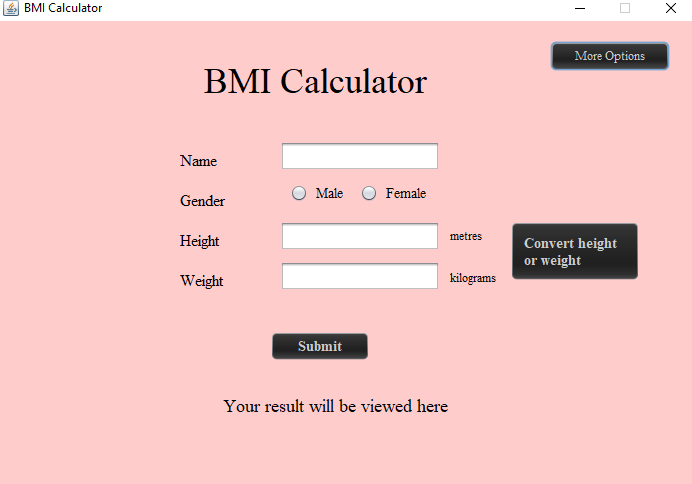 BMI Calculator
More Options
BMI Calculator
Name
Gender
Male Female
Height
metres
Convert height
or weight
Weight
kilograms
Submit
Your result will be viewed here